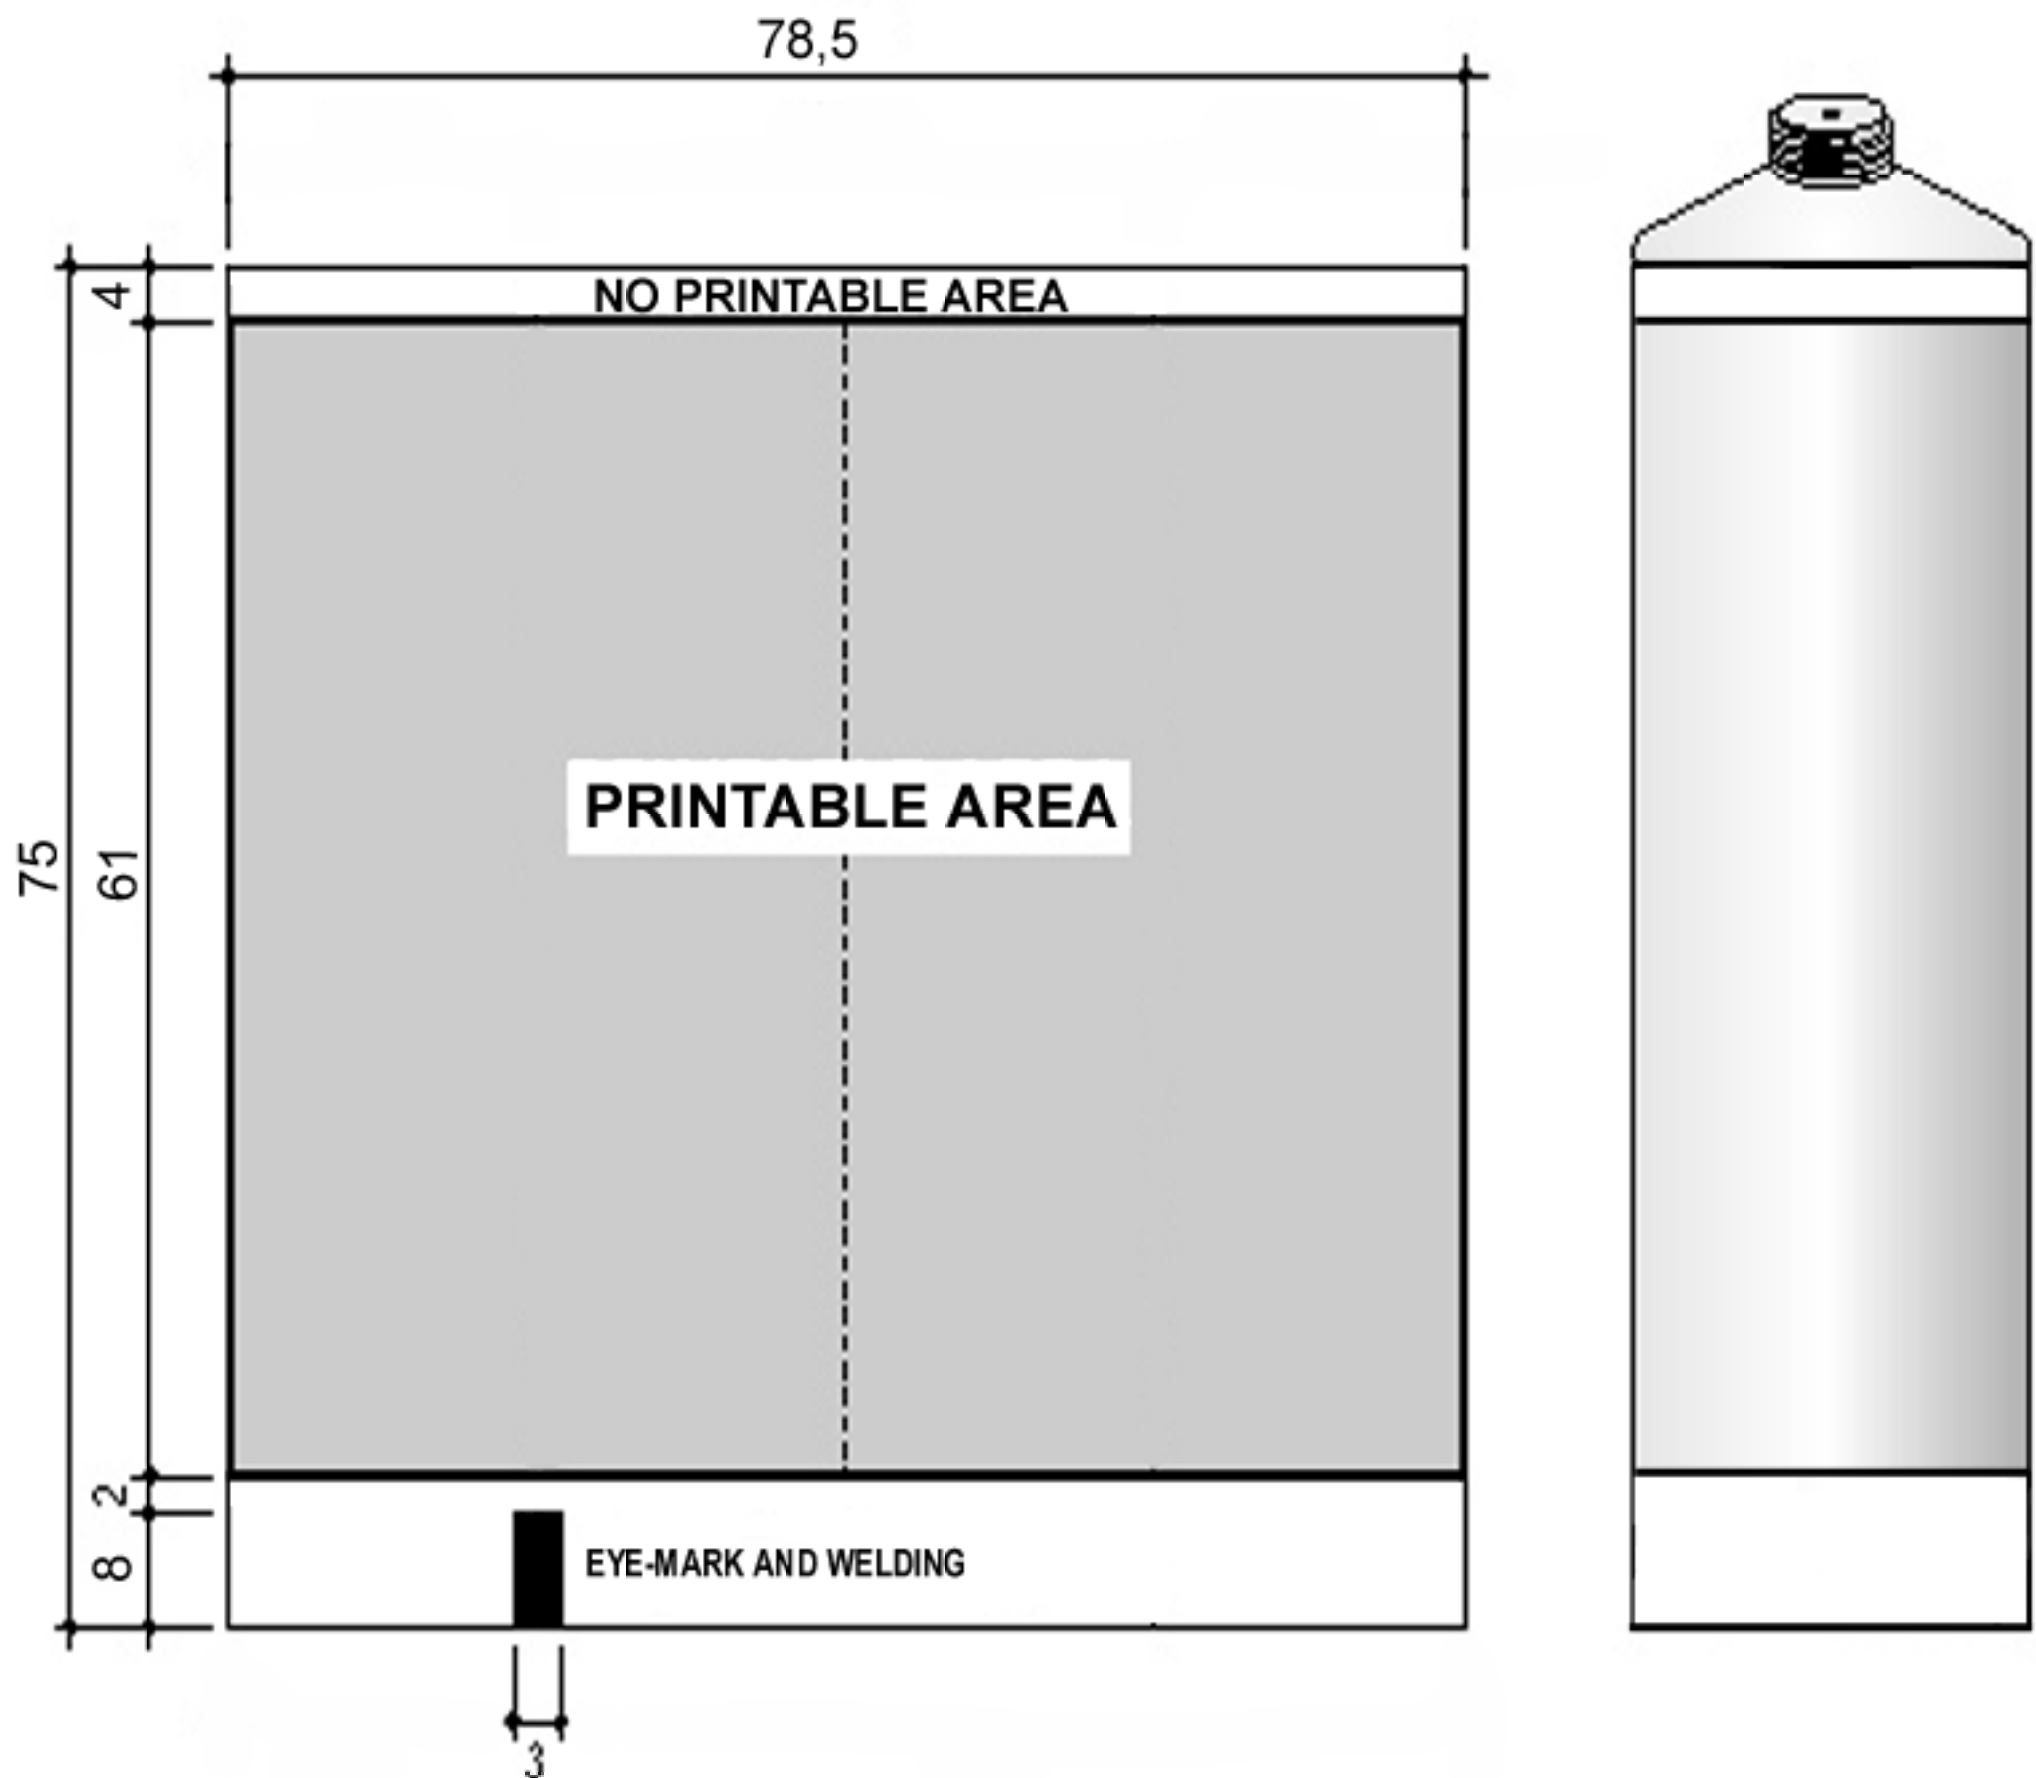 78,5
4
NO PRINTABLE AREA
PRINTABLE AREA
75
61
2
8
EYE-MARK AND WELDING
3